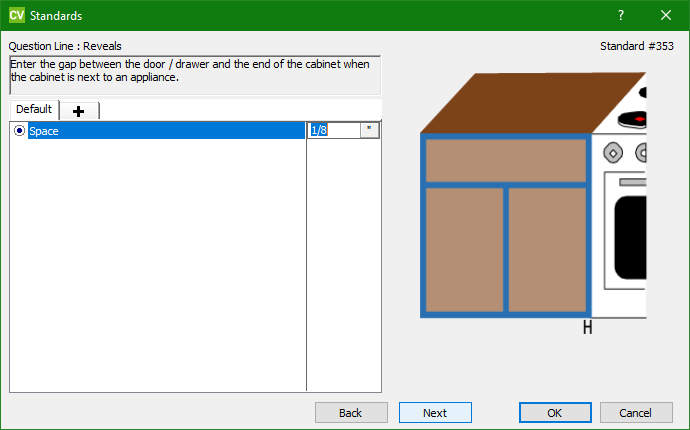 CV Standards ?
Question Line : Reveals Standard #353
Enter the gap between the door / drawer and the end of the cabinet when
the cabinet is next to an appliance.
Default +
Space 1/8 "
H
Back Next OK Cancel